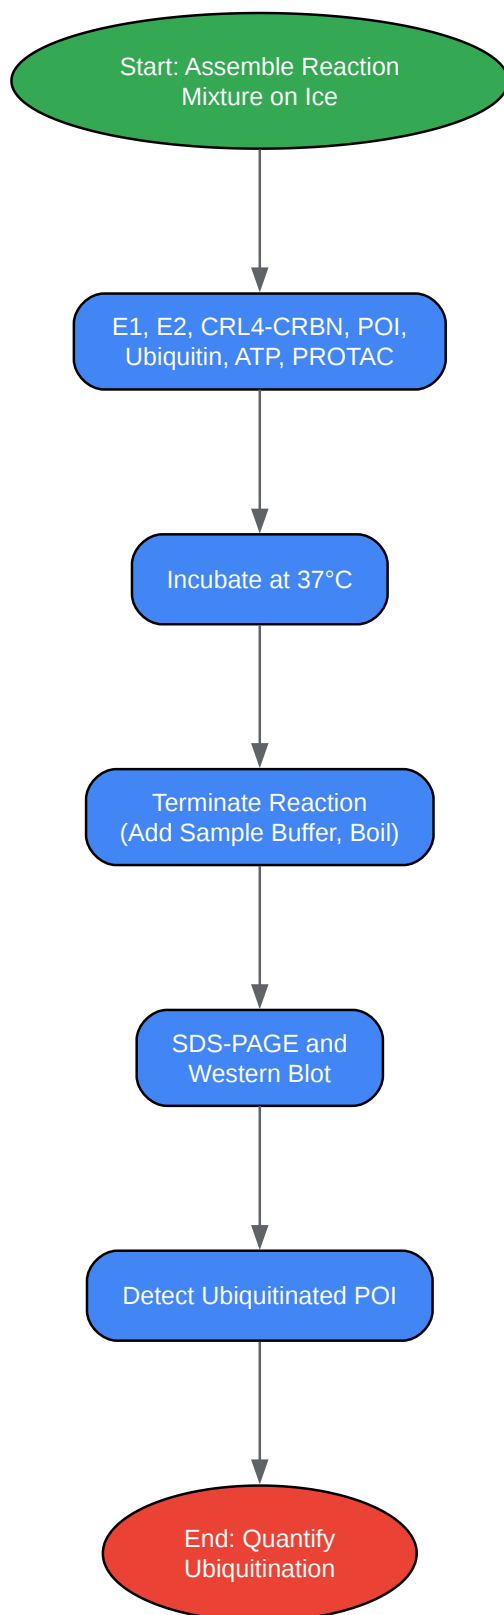 Start: Assemble Reaction
Mixture on Ice
E1, E2, CRL4-CRBN, POI,
Ubiquitin, ATP, PROTAC
Incubate at 37°C
Terminate Reaction
(Add Sample Buffer, Boil)
SDS-PAGE and
Western Blot
Detect Ubiquitinated POI
End: Quantify
Ubiquitination